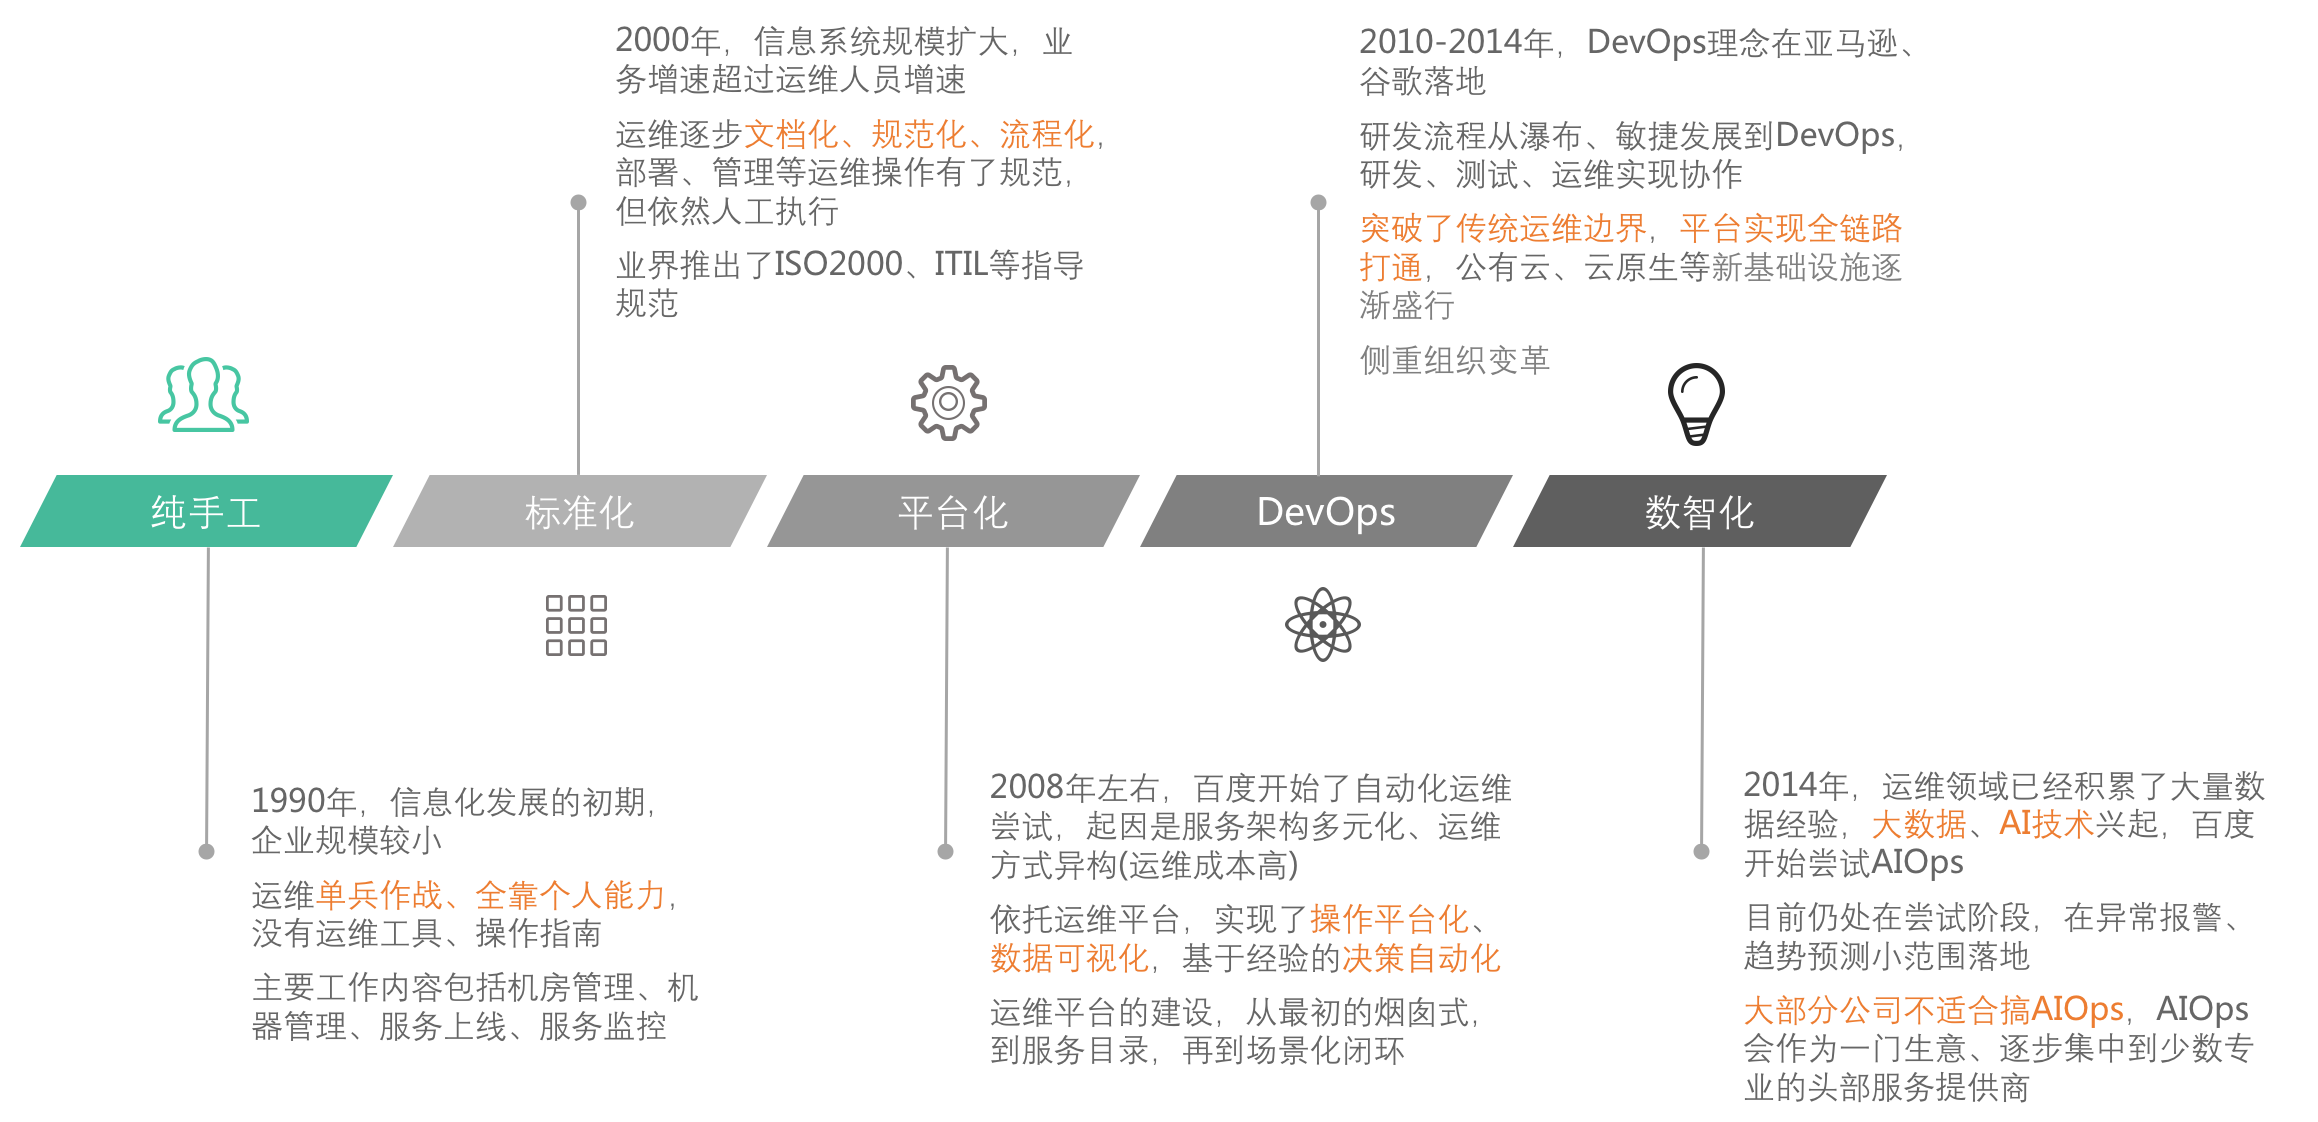 2000年，信息系统规模扩大，业
务增速超过运维人员增速
运维逐步文档化、规范化、流程化，
部署、管理等运维操作有了规范，
但依然人工执行
业界推出了ISO2000、ITIL等指导
规范
2010-2014年，DevOps理念在亚马逊、
谷歌落地
研发流程从瀑布、敏捷发展到DevOps，
研发、测试、运维实现协作
突破了传统运维边界，平台实现全链路
打通，公有云、云原生等新基础设施逐
渐盛行
侧重组织变革
纯手工
标准化
平台化
DevOps
数智化
1990年，信息化发展的初期，
企业规模较小
运维单兵作战、全靠个人能力，
没有运维工具、操作指南
主要工作内容包括机房管理、机
器管理、服务上线、服务监控
2008年左右，百度开始了自动化运维
尝试，起因是服务架构多元化、运维
方式异构(运维成本高)
依托运维平台，实现了操作平台化、
数据可视化，基于经验的决策自动化
运维平台的建设，从最初的烟囱式，
到服务目录，再到场景化闭环
2014年，运维领域已经积累了大量数
据经验，大数据、AI技术兴起，百度
开始尝试AIOps
目前仍处在尝试阶段，在异常报警、
趋势预测小范围落地
大部分公司不适合搞AIOps，AIOps
会作为一门生意、逐步集中到少数专
业的头部服务提供商